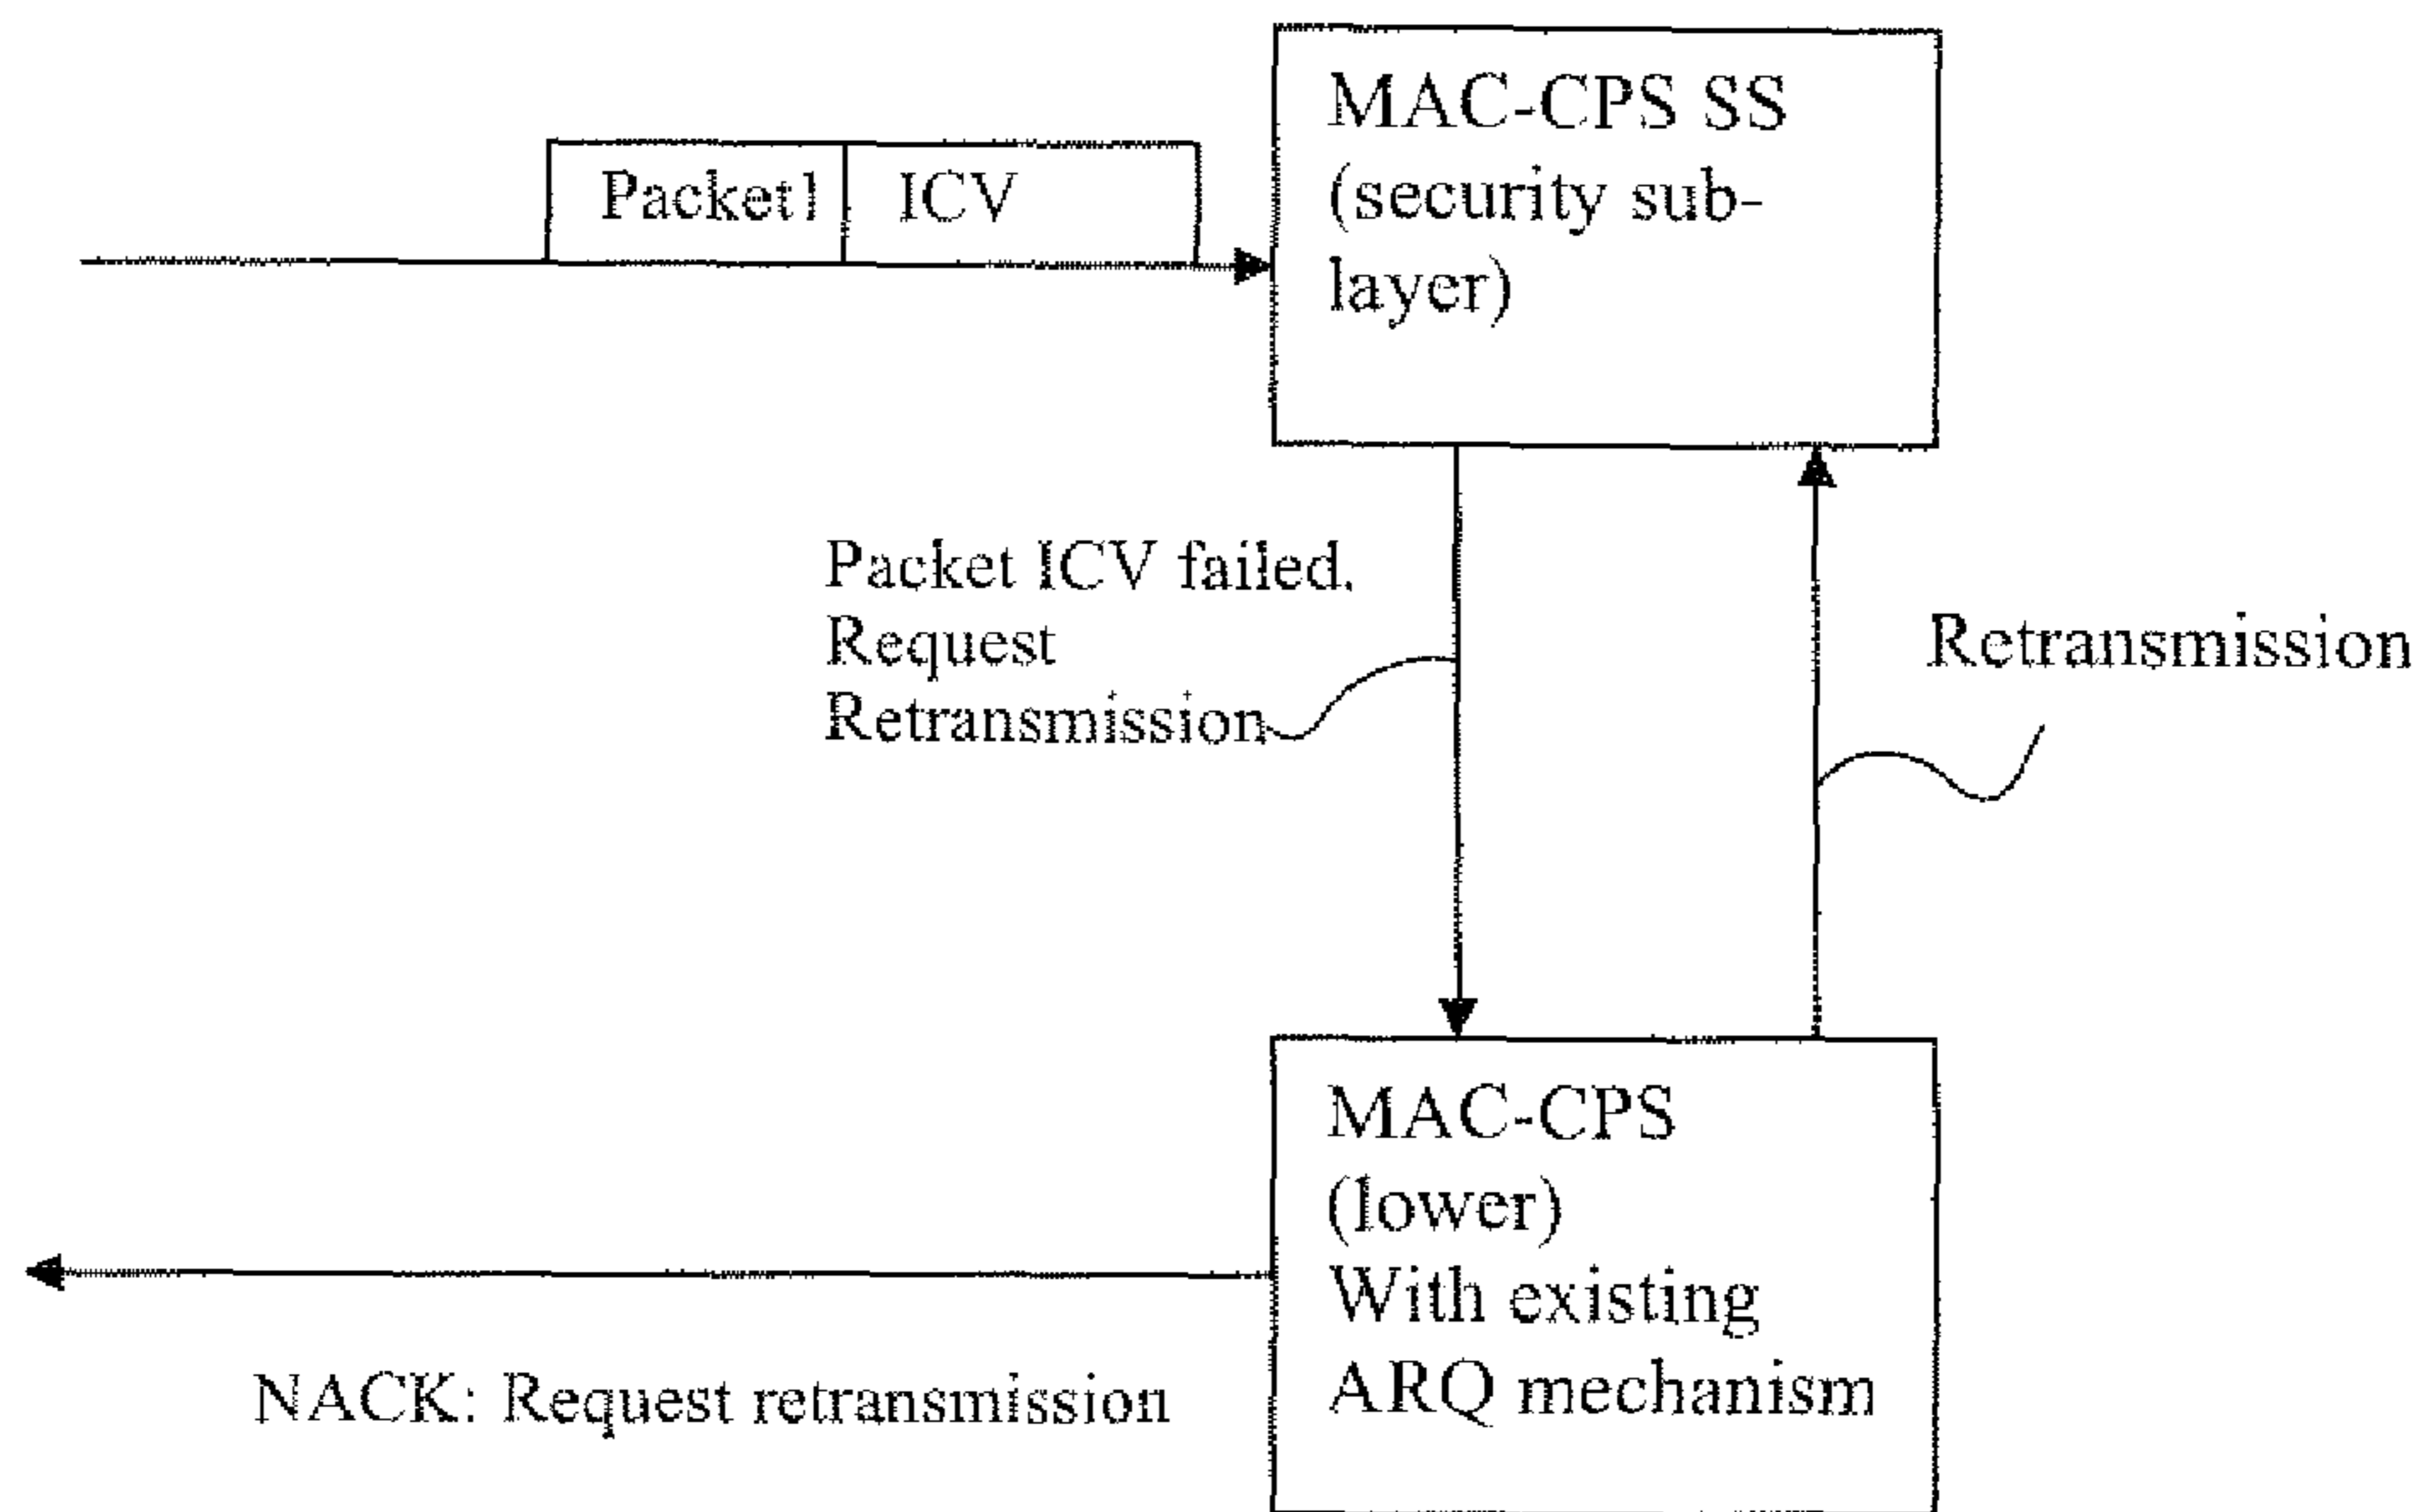 MAC-CPS SS
(security sub-
layer)
Packet1
ICV
Packet ICV failed.
Request
Retransmission
Retransmission
MAC-CPS
(lower)
With existing
ARQ mechanism
NACK: Request retransmission